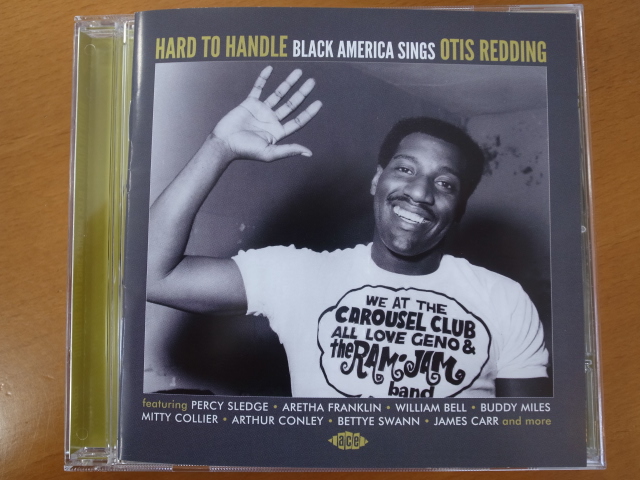 HARD TO HANDLE BLACK AMERICA SINGS OTIS REDDING
WE AT THE
CAROUSEL CLUB
ALL LOVE GENO &
the RAM•JAM
band
featuring PERCY SLEDGE • ARETHA FRANKLIN • WILLIAM BELL • BUDDY MILES
MITTY COLLIER • ARTHUR CONLEY • BETTYE SWANN • JAMES CARR and more
ace